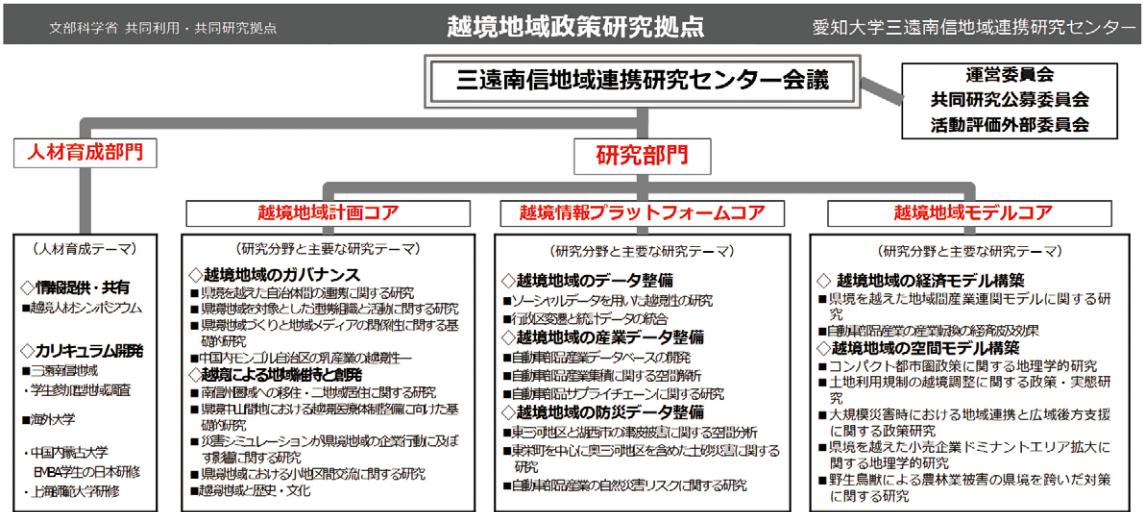 文部科学省 共同利用・共同研究拠点
越境地域政策研究拠点
愛知大学三遠南信地域連携研究センター
三遠南信地域連携研究センター会議
運営委員会
共同研究公募委員会
活動評価外部委員会
人材育成部門
研究部門
(人材育成テーマ)
◇情報提供・共有
■越境人材シンポジウム
◇カリキュラム開発
■三遠南信地域
・学生参加型地域調査
■海外大学
・中国内蒙古大学
EMBA学生の日本研修
・上海師範大学研修
越境地域計画コア
(研究分野と主要な研究テーマ)
◇越境地域のガバナンス
■県境を越えた自治体間の連携に関する研究
■県境地域を対象とした連携組織と活動に関する研究
■県境地域づくりと地域メディアの関係性に関する基
礎的研究
■中国内モンゴル自治区の乳産業の越境性ー
◇越境による地域維持と創発
■南信州圏域への移住・二地域居住に関する研究
■県境中山間地における越境医療体制整備に向けた基
礎的研究
■災害シミュレーションが県境地域の企業行動に及ぼ
す影響に関する研究
■県境地域における小地区間交流に関する研究
■越境地域と歴史・文化
越境情報プラットフォームコア
(研究分野と主要な研究テーマ)
◇越境地域のデータ整備
■ソーシャルデータを用いた越境性の研究
■行政区変遷と統計データの統合
◇越境地域の産業データ整備
■自動車部品産業データベースの開発
■自動車部品産業集積に関する空間解析
■自動車部品サプライチェーンに関する研究
◇越境地域の防災データ整備
■東三河地区と湖西市の津波被害に関する空間分析
■東栄町を中心に奥三河地区を含めた土砂災害に関する
研究
■自動車部品産業の自然災害リスクに関する研究
越境地域モデルコア
(研究分野と主要な研究テーマ)
◇越境地域の経済モデル構築
■県境を越えた地域間産業連関モデルに関する研
究
■自動車部品産業の産業転換の経済波及効果
◇越境地域の空間モデル構築
■コンパクト都市圏政策に関する地理学的研究
■土地利用規制の越境調整に関する政策・実態研
究
■大規模災害時における地域連携と広域後方支援
に関する政策研究
■県境を越えた小売企業ドミナントエリア拡大に
関する地理学的研究
■野生鳥獣による農林業被害の県境を跨いだ対策
に関する研究